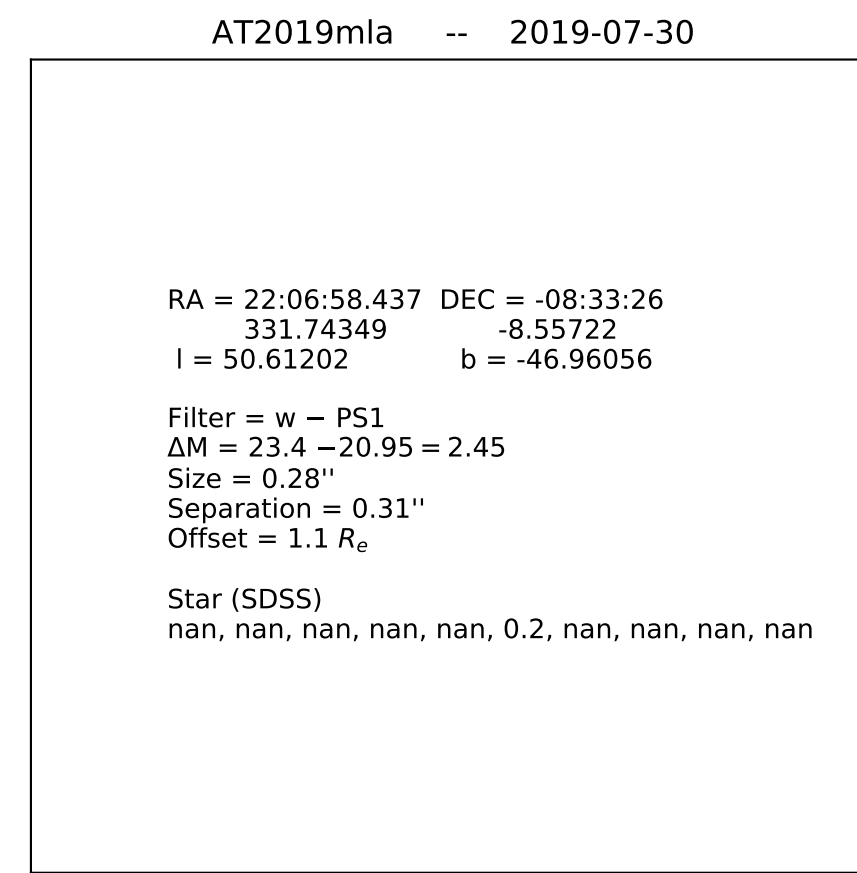 AT2019mla -- 2019-07-30
RA = 22:06:58.437 DEC = -08:33:26
331.74349 -8.55722
l = 50.61202 b = -46.96056
Filter = w − PS1
ΔM = 23.4 −20.95 = 2.45
Size = 0.28''
Separation = 0.31''
Offset = 1.1 Rₑ
Star (SDSS)
nan, nan, nan, nan, nan, 0.2, nan, nan, nan, nan